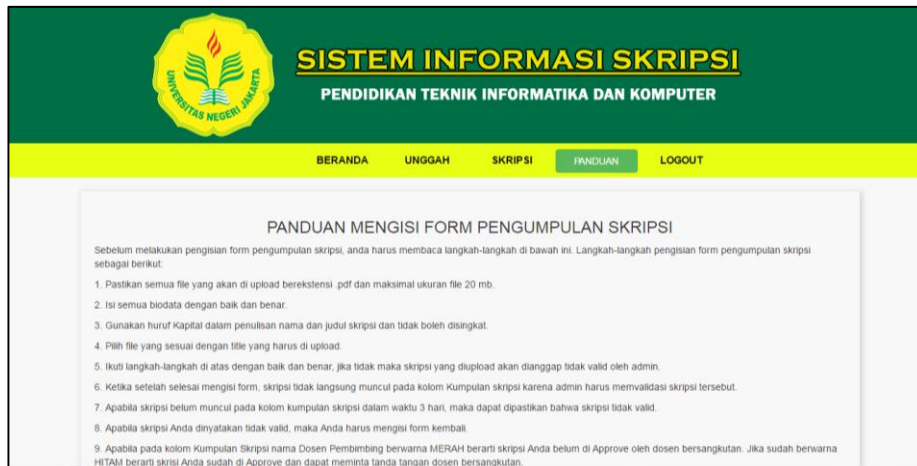 UNIVERSITAS NEGERI JAKARTA
SISTEM INFORMASI SKRIPSI
PENDIDIKAN TEKNIK INFORMATIKA DAN KOMPUTER
BERANDA UNGGAH SKRIPSI PANDUAN LOGOUT
PANDUAN MENGISI FORM PENGUMPULAN SKRIPSI
Sebelum melakukan pengisian form pengumpulan skripsi, anda harus membaca langkah-langkah di bawah ini. Langkah-langkah pengisian form pengumpulan skripsi
sebagai berikut:
1. Pastikan semua file yang akan di upload berekstensi .pdf dan maksimal ukuran file 20 mb.
2. Isi semua biodata dengan baik dan benar.
3. Gunakan huruf Kapital dalam penulisan nama dan judul skripsi dan tidak boleh disingkat.
4. Pilih file yang sesuai dengan title yang harus di upload.
5. Ikuti langkah-langkah di atas dengan baik dan benar, jika tidak maka skripsi yang diupload akan dianggap tidak valid oleh admin.
6. Ketika setelah selesai mengisi form, skripsi tidak langsung muncul pada kolom Kumpulan skripsi karena admin harus memvalidasi skripsi tersebut.
7. Apabila skripsi belum muncul pada kolom kumpulan skripsi dalam waktu 3 hari, maka dapat dipastikan bahwa skripsi tidak valid.
8. Apabila skripsi Anda dinyatakan tidak valid, maka Anda harus mengisi form kembali.
9. Apabila pada kolom Kumpulan Skripsi nama Dosen Pembimbing berwarna MERAH berarti skripsi Anda belum di Approve oleh dosen bersangkutan. Jika sudah berwarna
HITAM berarti skrisi Anda sudah di Approve dan dapat meminta tanda tangan dosen bersangkutan.